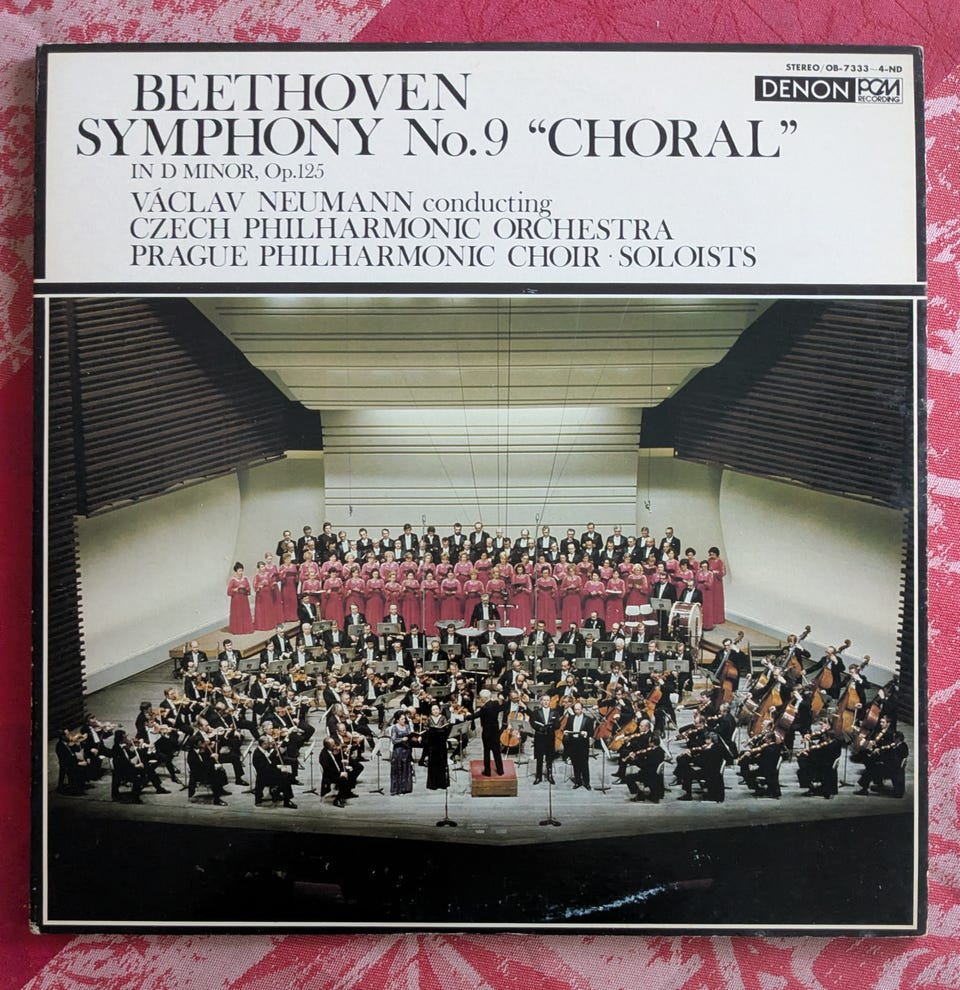 STEREO/OB-7333~4-ND
DENON PCM RECORDING
BEETHOVEN
SYMPHONY No.9 “CHORAL”
IN D MINOR, Op.125
VÁCLAV NEUMANN conducting
CZECH PHILHARMONIC ORCHESTRA
PRAGUE PHILHARMONIC CHOIR · SOLOISTS